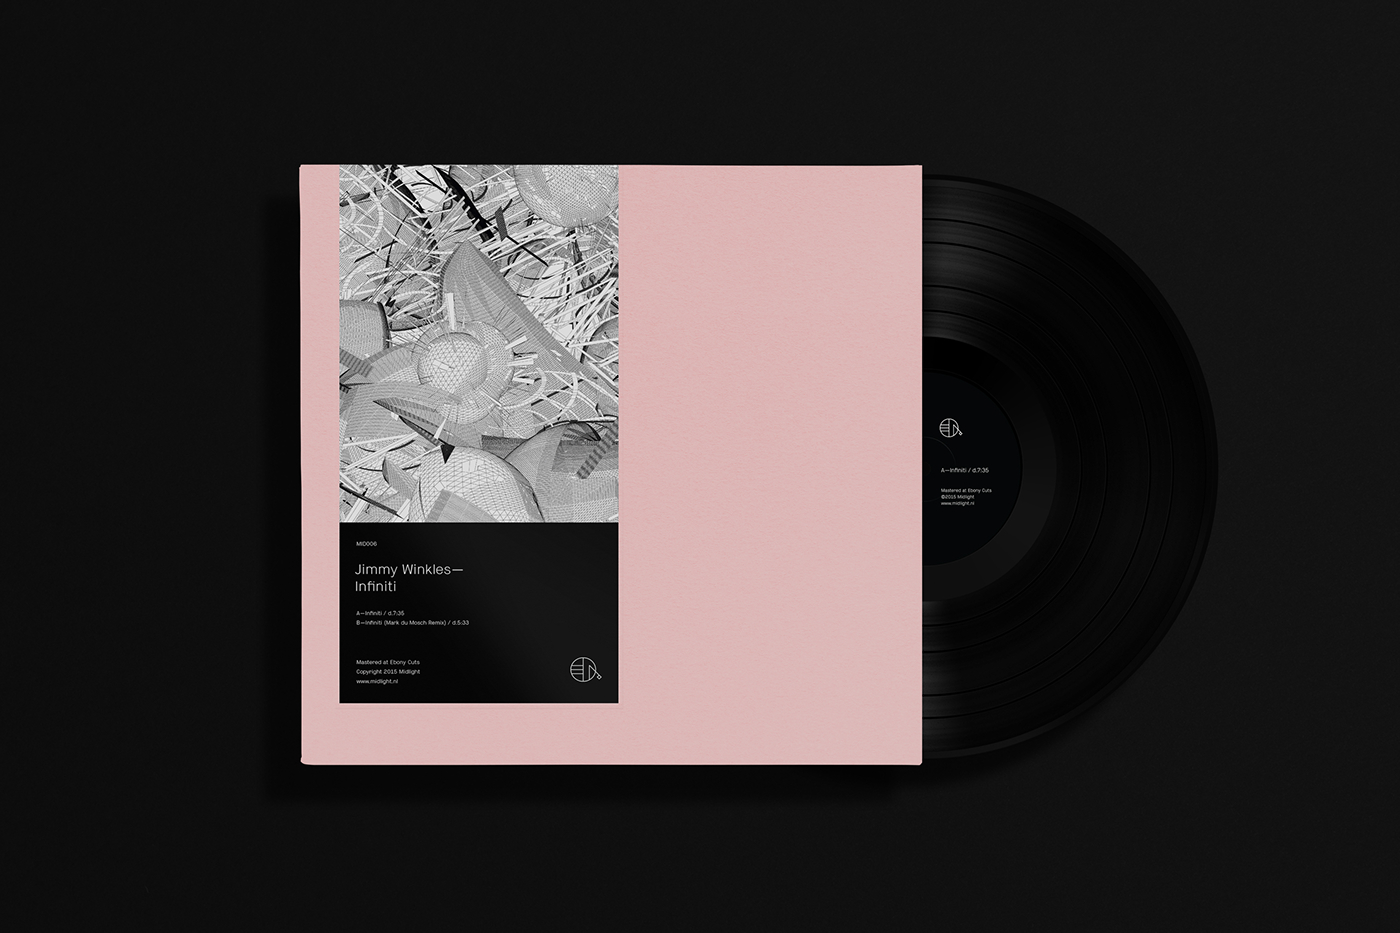 MID006
Jimmy Winkles—
Infiniti
A—Infiniti / d.7:35
B—Infiniti (Mark du Mosch Remix) / d.5:33
Mastered at Ebony Cuts
Copyright 2015 Midlight
www.midlight.nl
A—Infiniti / d.7:35
Mastered at Ebony Cuts
©2015 Midlight
www.midlight.nl